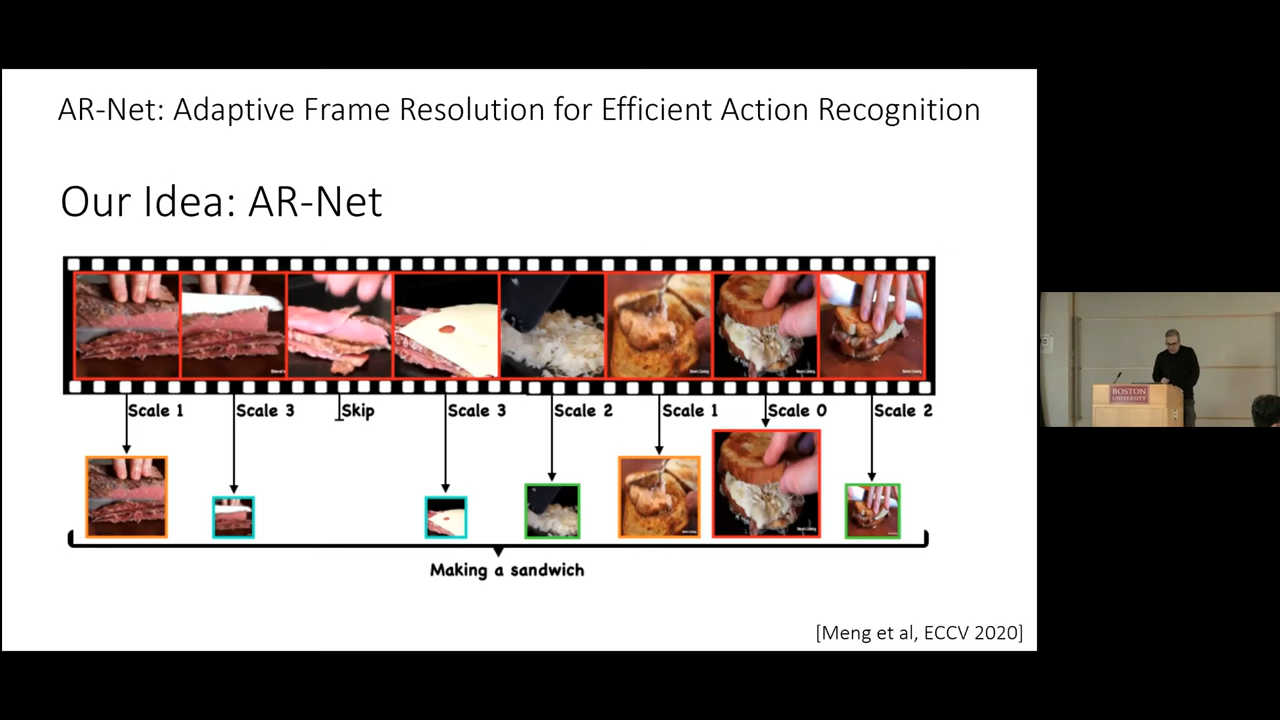 AR-Net: Adaptive Frame Resolution for Efficient Action Recognition
Our Idea: AR-Net
Scale 1
Scale 3
Skip
Scale 3
Scale 2
Scale 1
Scale 0
Scale 2
Making a sandwich
[Meng et al, ECCV 2020]
BOSTON
UNIVERSITY